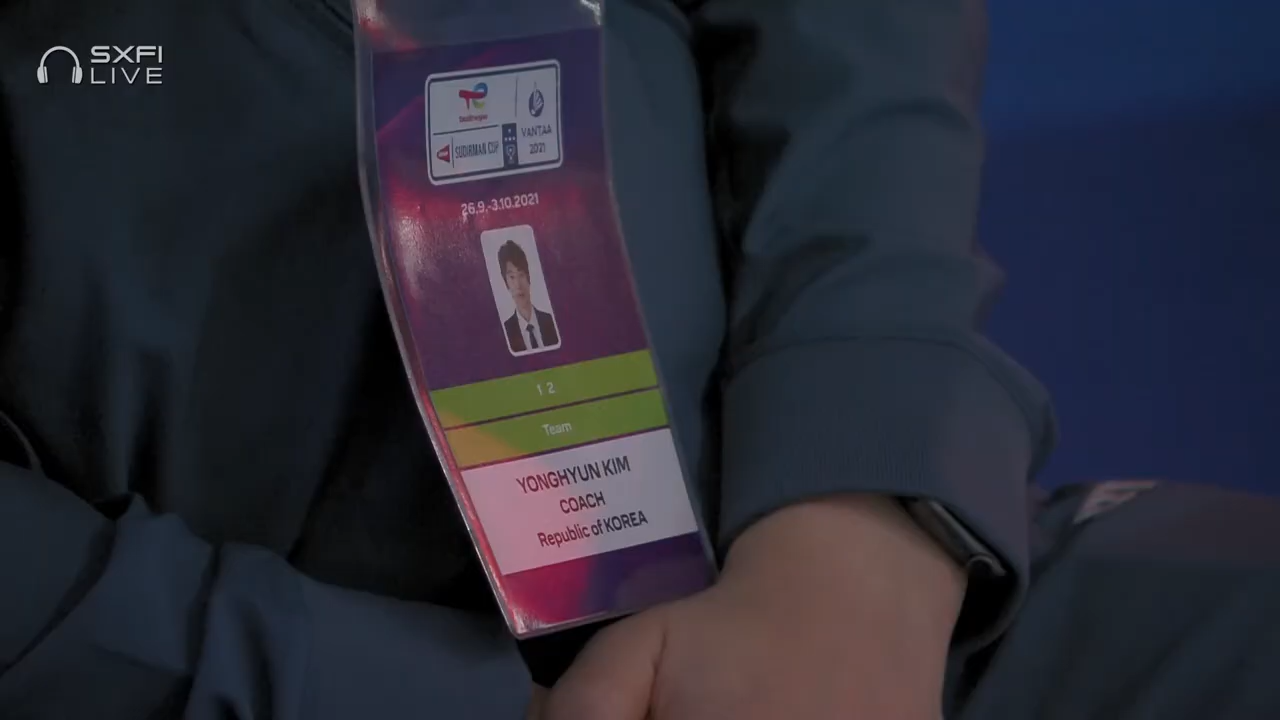 SXFI
LIVE
TotalEnergies
VANTAA
2021
SUDIRMAN CUP
26.9.-3.10.2021
1 2
Team
YONGHYUN KIM
COACH
Republic of KOREA